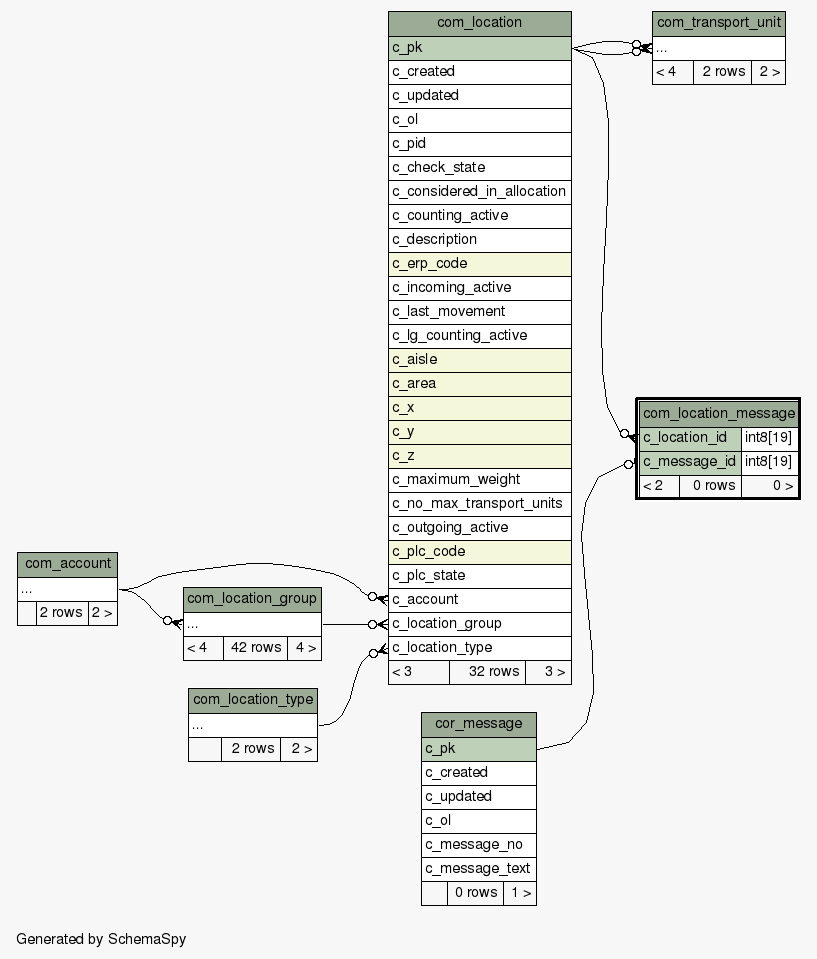 com_location
c_pk
c_created
c_updated
c_ol
c_pid
c_check_state
c_considered_in_allocation
c_counting_active
c_description
c_erp_code
c_incoming_active
c_last_movement
c_lg_counting_active
c_aisle
c_area
c_x
c_y
c_z
c_maximum_weight
c_no_max_transport_units
c_outgoing_active
c_plc_code
c_plc_state
c_account
c_location_group
c_location_type
< 3 32 rows 3 >
com_transport_unit
...
< 4 2 rows 2 >
com_location_message
c_location_id int8[19]
c_message_id int8[19]
< 2 0 rows 0 >
com_account
...
2 rows 2 >
com_location_group
...
< 4 42 rows 4 >
com_location_type
...
2 rows 2 >
cor_message
c_pk
c_created
c_updated
c_ol
c_message_no
c_message_text
0 rows 1 >
Generated by SchemaSpy